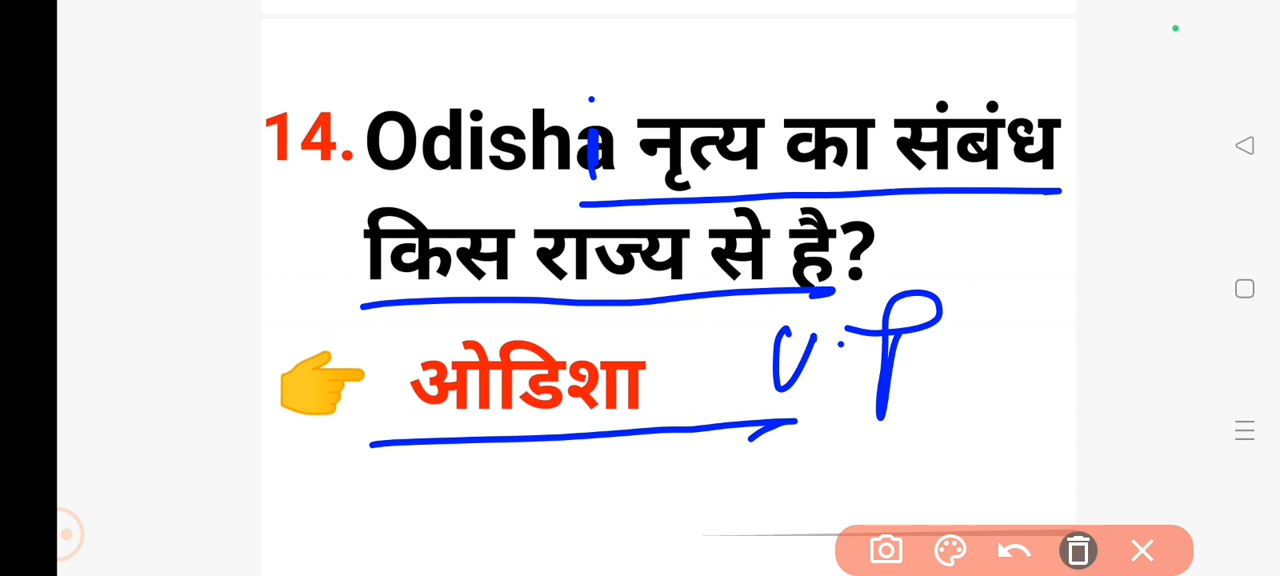 14. Odisha नृत्य का संबंध
किस राज्य से है?
👉 ओडिशा
U.P